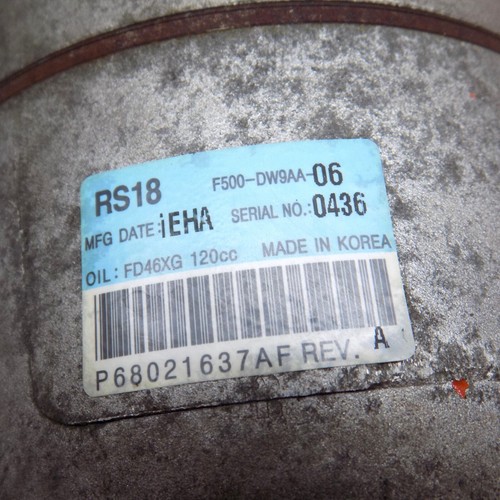 RS18 F500-DW9AA-06
MFG DATE: iEHA SERIAL NO.: 0436
OIL: FD46XG 120cc MADE IN KOREA
P68021637AF REV. A